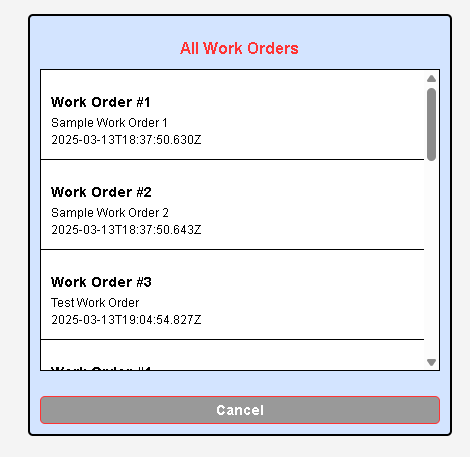 All Work Orders
Work Order #1
Sample Work Order 1
2025-03-13T18:37:50.630Z
Work Order #2
Sample Work Order 2
2025-03-13T18:37:50.643Z
Work Order #3
Test Work Order
2025-03-13T19:04:54.827Z
Work Order
Cancel